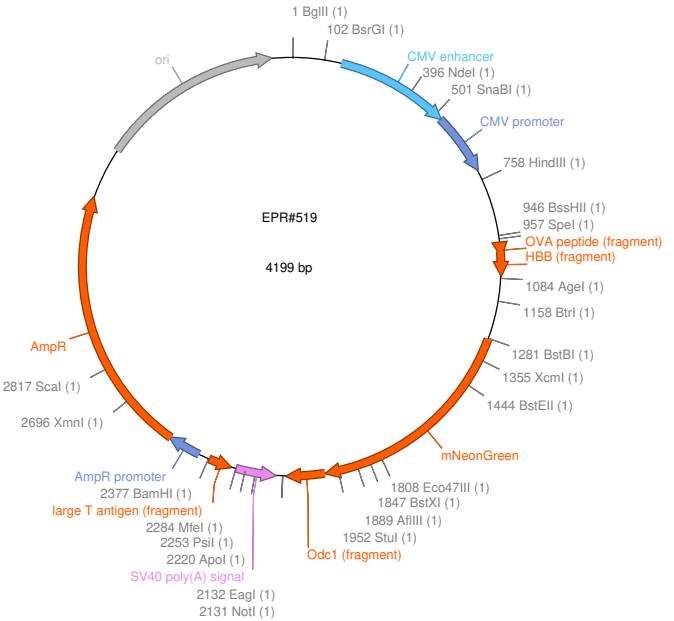 1 BglII (1)
102 BsrGI (1)
ori
CMV enhancer
396 NdeI (1)
501 SnaBI (1)
CMV promoter
758 HindIII (1)
946 BssHII (1)
957 SpeI (1)
EPR#519
OVA peptide (fragment)
HBB (fragment)
4199 bp
1084 AgeI (1)
1158 BtrI (1)
AmpR
1281 BstBI (1)
1355 XcmI (1)
2817 ScaI (1)
1444 BstEII (1)
2696 XmnI (1)
mNeonGreen
AmpR promoter
1808 Eco47III (1)
2377 BamHI (1)
1847 BstXI (1)
large T antigen (fragment)
1889 AflIII (1)
2284 MfeI (1)
1952 StuI (1)
2253 PsiI (1)
Odc1 (fragment)
2220 ApoI (1)
SV40 poly(A) signal
2132 EagI (1)
2131 NotI (1)